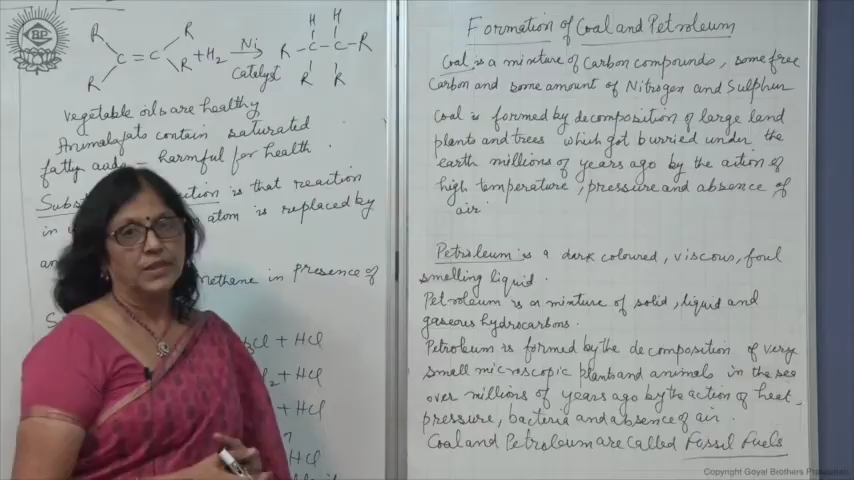 GBP
R R H H
C = C + H₂ Ni → R - C - C - R
R R Catalyst R R
vegetable oils are healthy
Animal fats contain saturated
fatty acids - harmful for health.
is that reaction
atom is replaced by
methane in presence of
Cl + HCl
+ HCl
+ HCl
HCl
Formation of Coal and Petroleum
Coal is a mixture of Carbon compounds, some free
Carbon and some amount of Nitrogen and Sulphur
Coal is formed by decomposition of large land
plants and trees which got burried under the
earth millions of years ago by the action of
high temperature, pressure and absence of
air
Petroleum is a dark coloured, viscous, foul
smelling liquid.
Petroleum is a mixture of solid, liquid and
gaseous hydrocarbons.
Petroleum is formed by the decomposition of very
small microscopic plants and animals in the sea
over millions of years ago by the action of heat,
pressure, bacteria and absence of air.
Coal and Petroleum are called Fossil Fuels
Copyright Goyal Brothers Prakashan